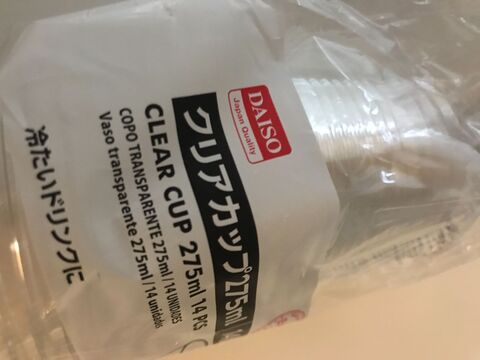 DAISO
Japan Quality
クリアカップ275ml
CLEAR CUP 275ml 14 PCS
COPO TRANSPARENTE 275ml / 14 UNIDADES
Vaso transparente 275ml / 14 unidades
冷たいドリンクに